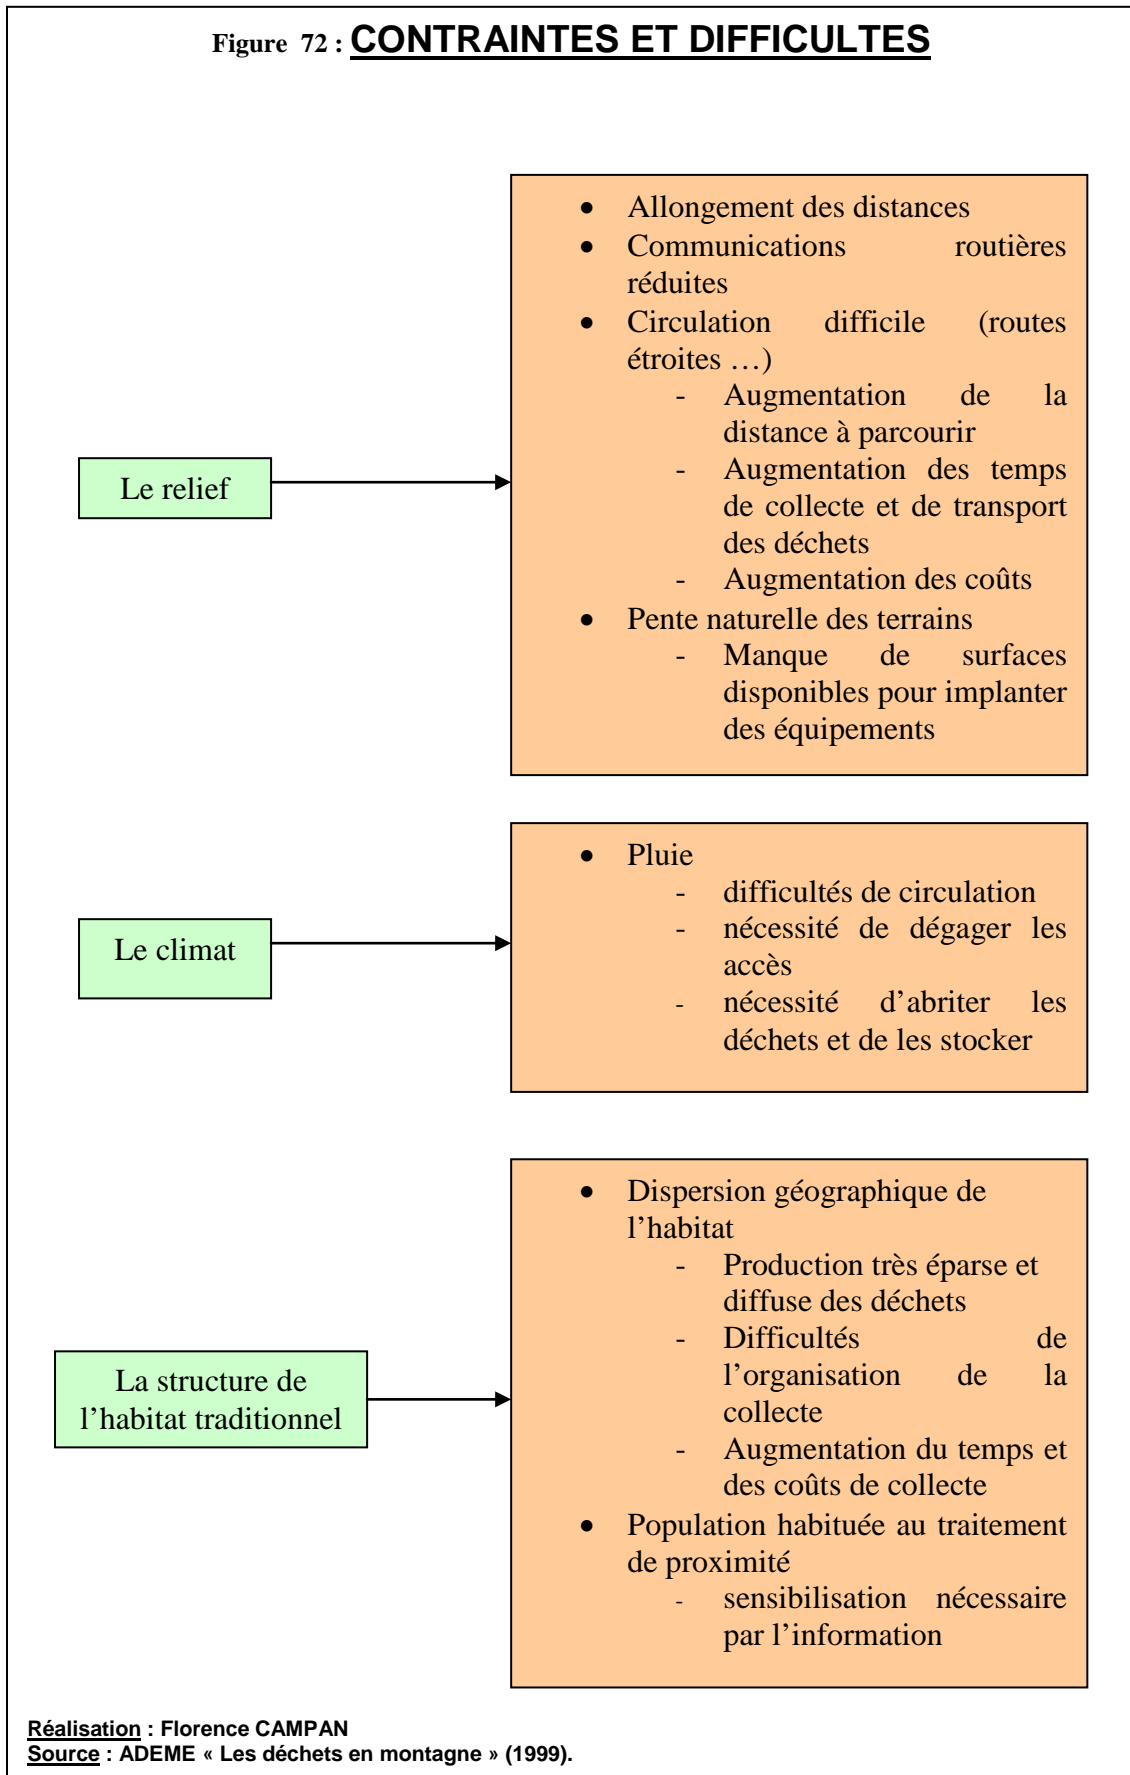 Figure 72 : CONTRAINTES ET DIFFICULTES
• Allongement des distances
• Communications routières
réduites
• Circulation difficile (routes
étroites …)
- Augmentation de la
distance à parcourir
- Augmentation des temps
de collecte et de transport
des déchets
- Augmentation des coûts
• Pente naturelle des terrains
- Manque de surfaces
disponibles pour implanter
des équipements
Le relief
• Pluie
- difficultés de circulation
- nécessité de dégager les
accès
- nécessité d’abriter les
déchets et de les stocker
Le climat
• Dispersion géographique de
l’habitat
- Production très éparse et
diffuse des déchets
- Difficultés de
l’organisation de la
collecte
- Augmentation du temps et
des coûts de collecte
• Population habituée au traitement
de proximité
- sensibilisation nécessaire
par l’information
La structure de
l’habitat traditionnel
Réalisation : Florence CAMPAN
Source : ADEME « Les déchets en montagne » (1999).